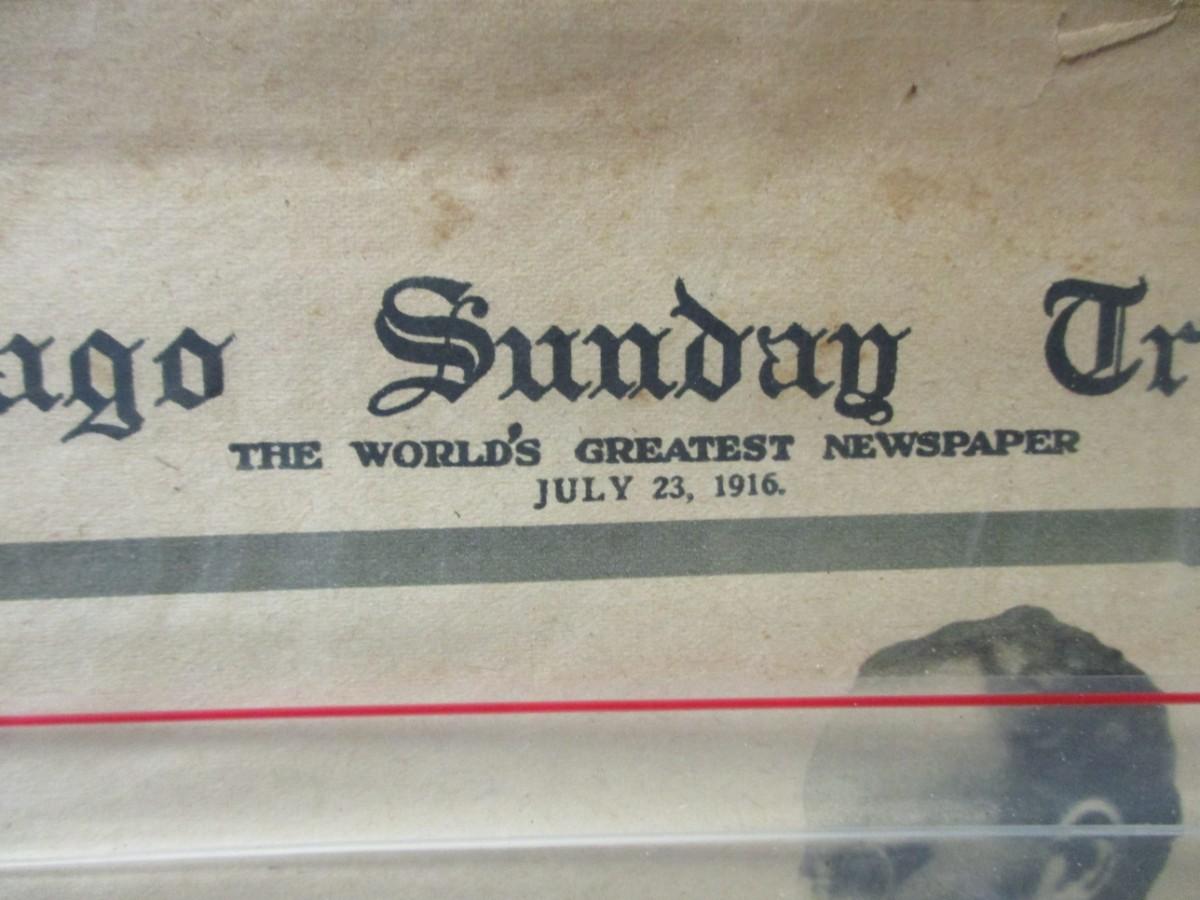 ago Sunday Tr
THE WORLD'S GREATEST NEWSPAPER
JULY 23, 1916.